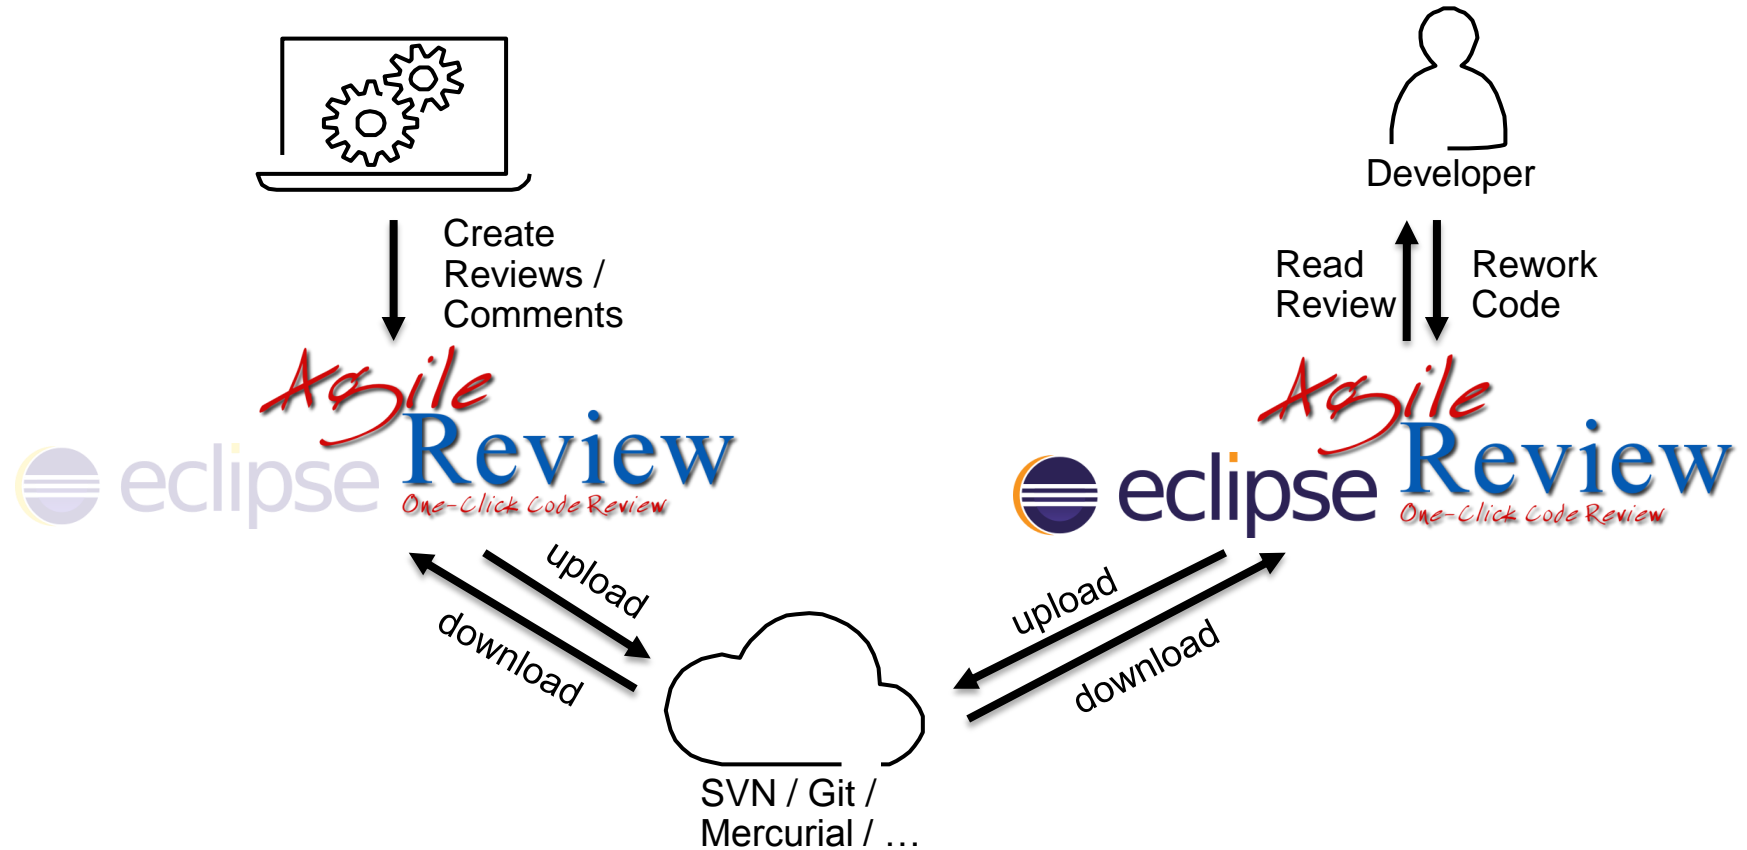 Developer
Create
Reviews /
Comments
Read
Review
Rework
Code
Agile
Review
One-Click Code Review
eclipse
Agile
Review
One-Click Code Review
eclipse
upload
download
upload
download
SVN / Git /
Mercurial / …